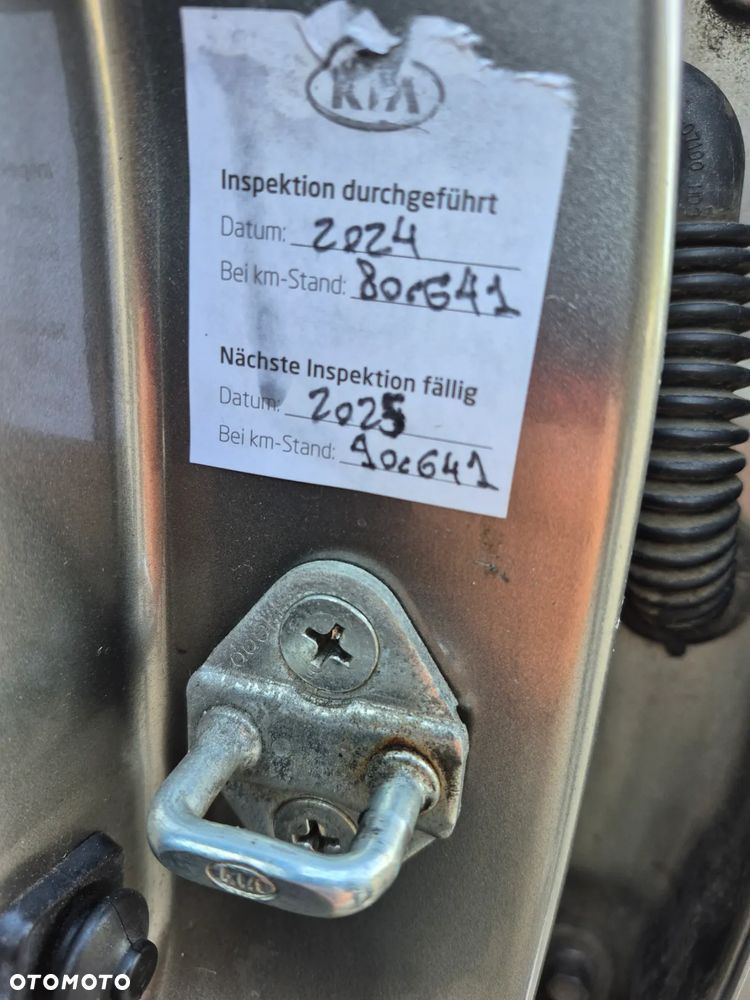 KIA
Inspektion durchgeführt
Datum: 2024
Bei km-Stand: 80.641
Nächste Inspektion fällig
Datum: 2025
Bei km-Stand: 90.641
KIA
OTOMOTO